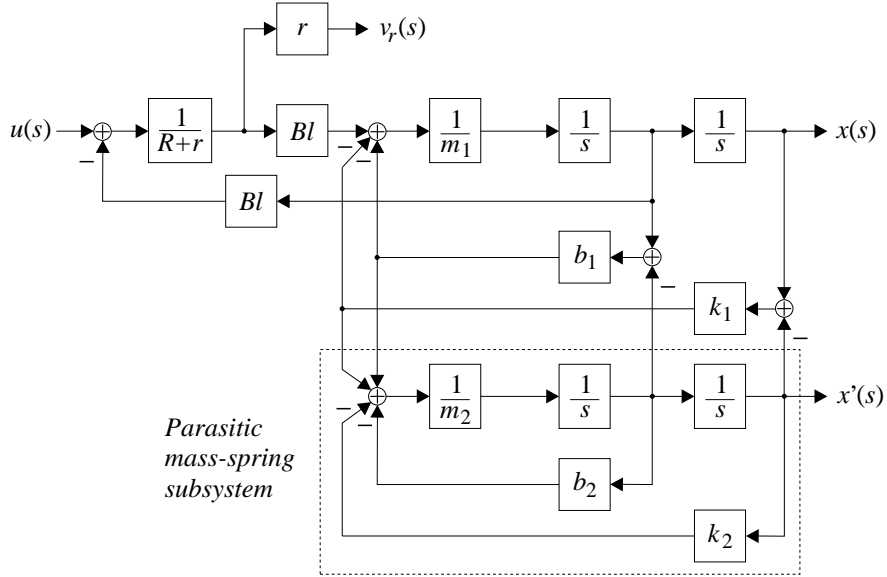 r
v_r(s)
u(s)
1
R+r
Bl
1
m_1
1
s
1
s
x(s)
Bl
b_1
k_1
1
m_2
1
s
1
s
x'(s)
Parasitic
mass-spring
subsystem
b_2
k_2